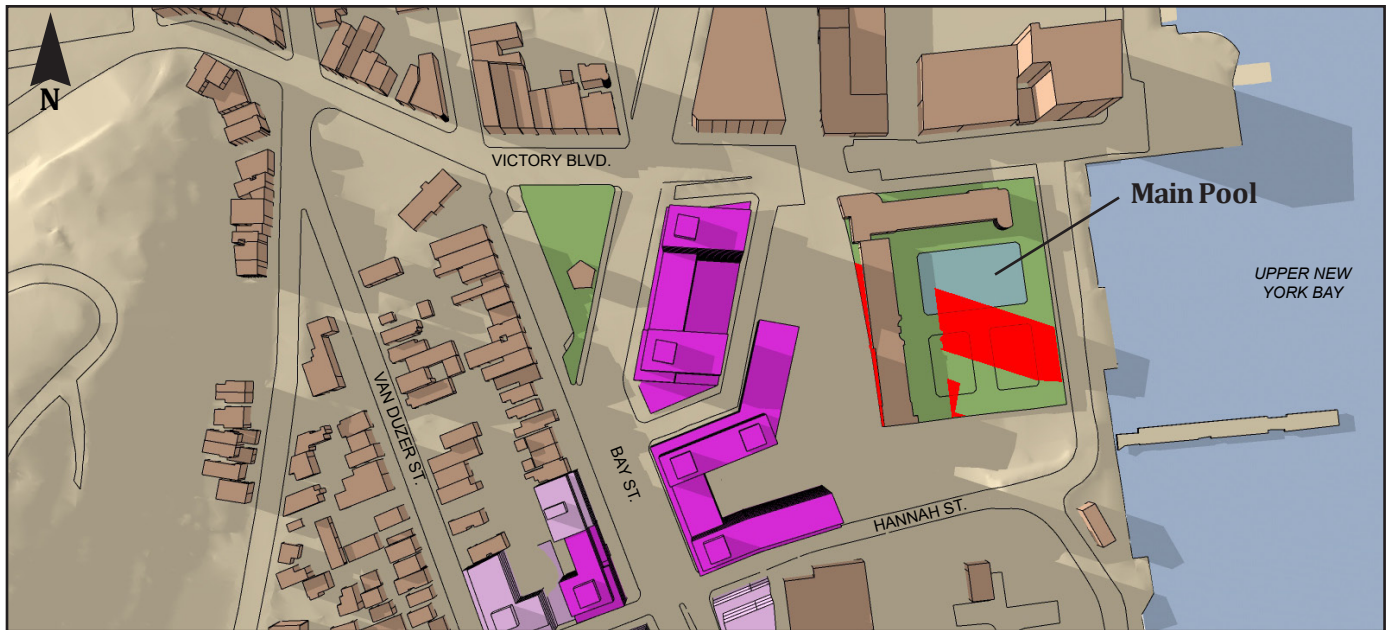 N
VICTORY BLVD.
Main Pool
UPPER NEW
YORK BAY
VAN DUZER ST.
BAY ST.
HANNAH ST.